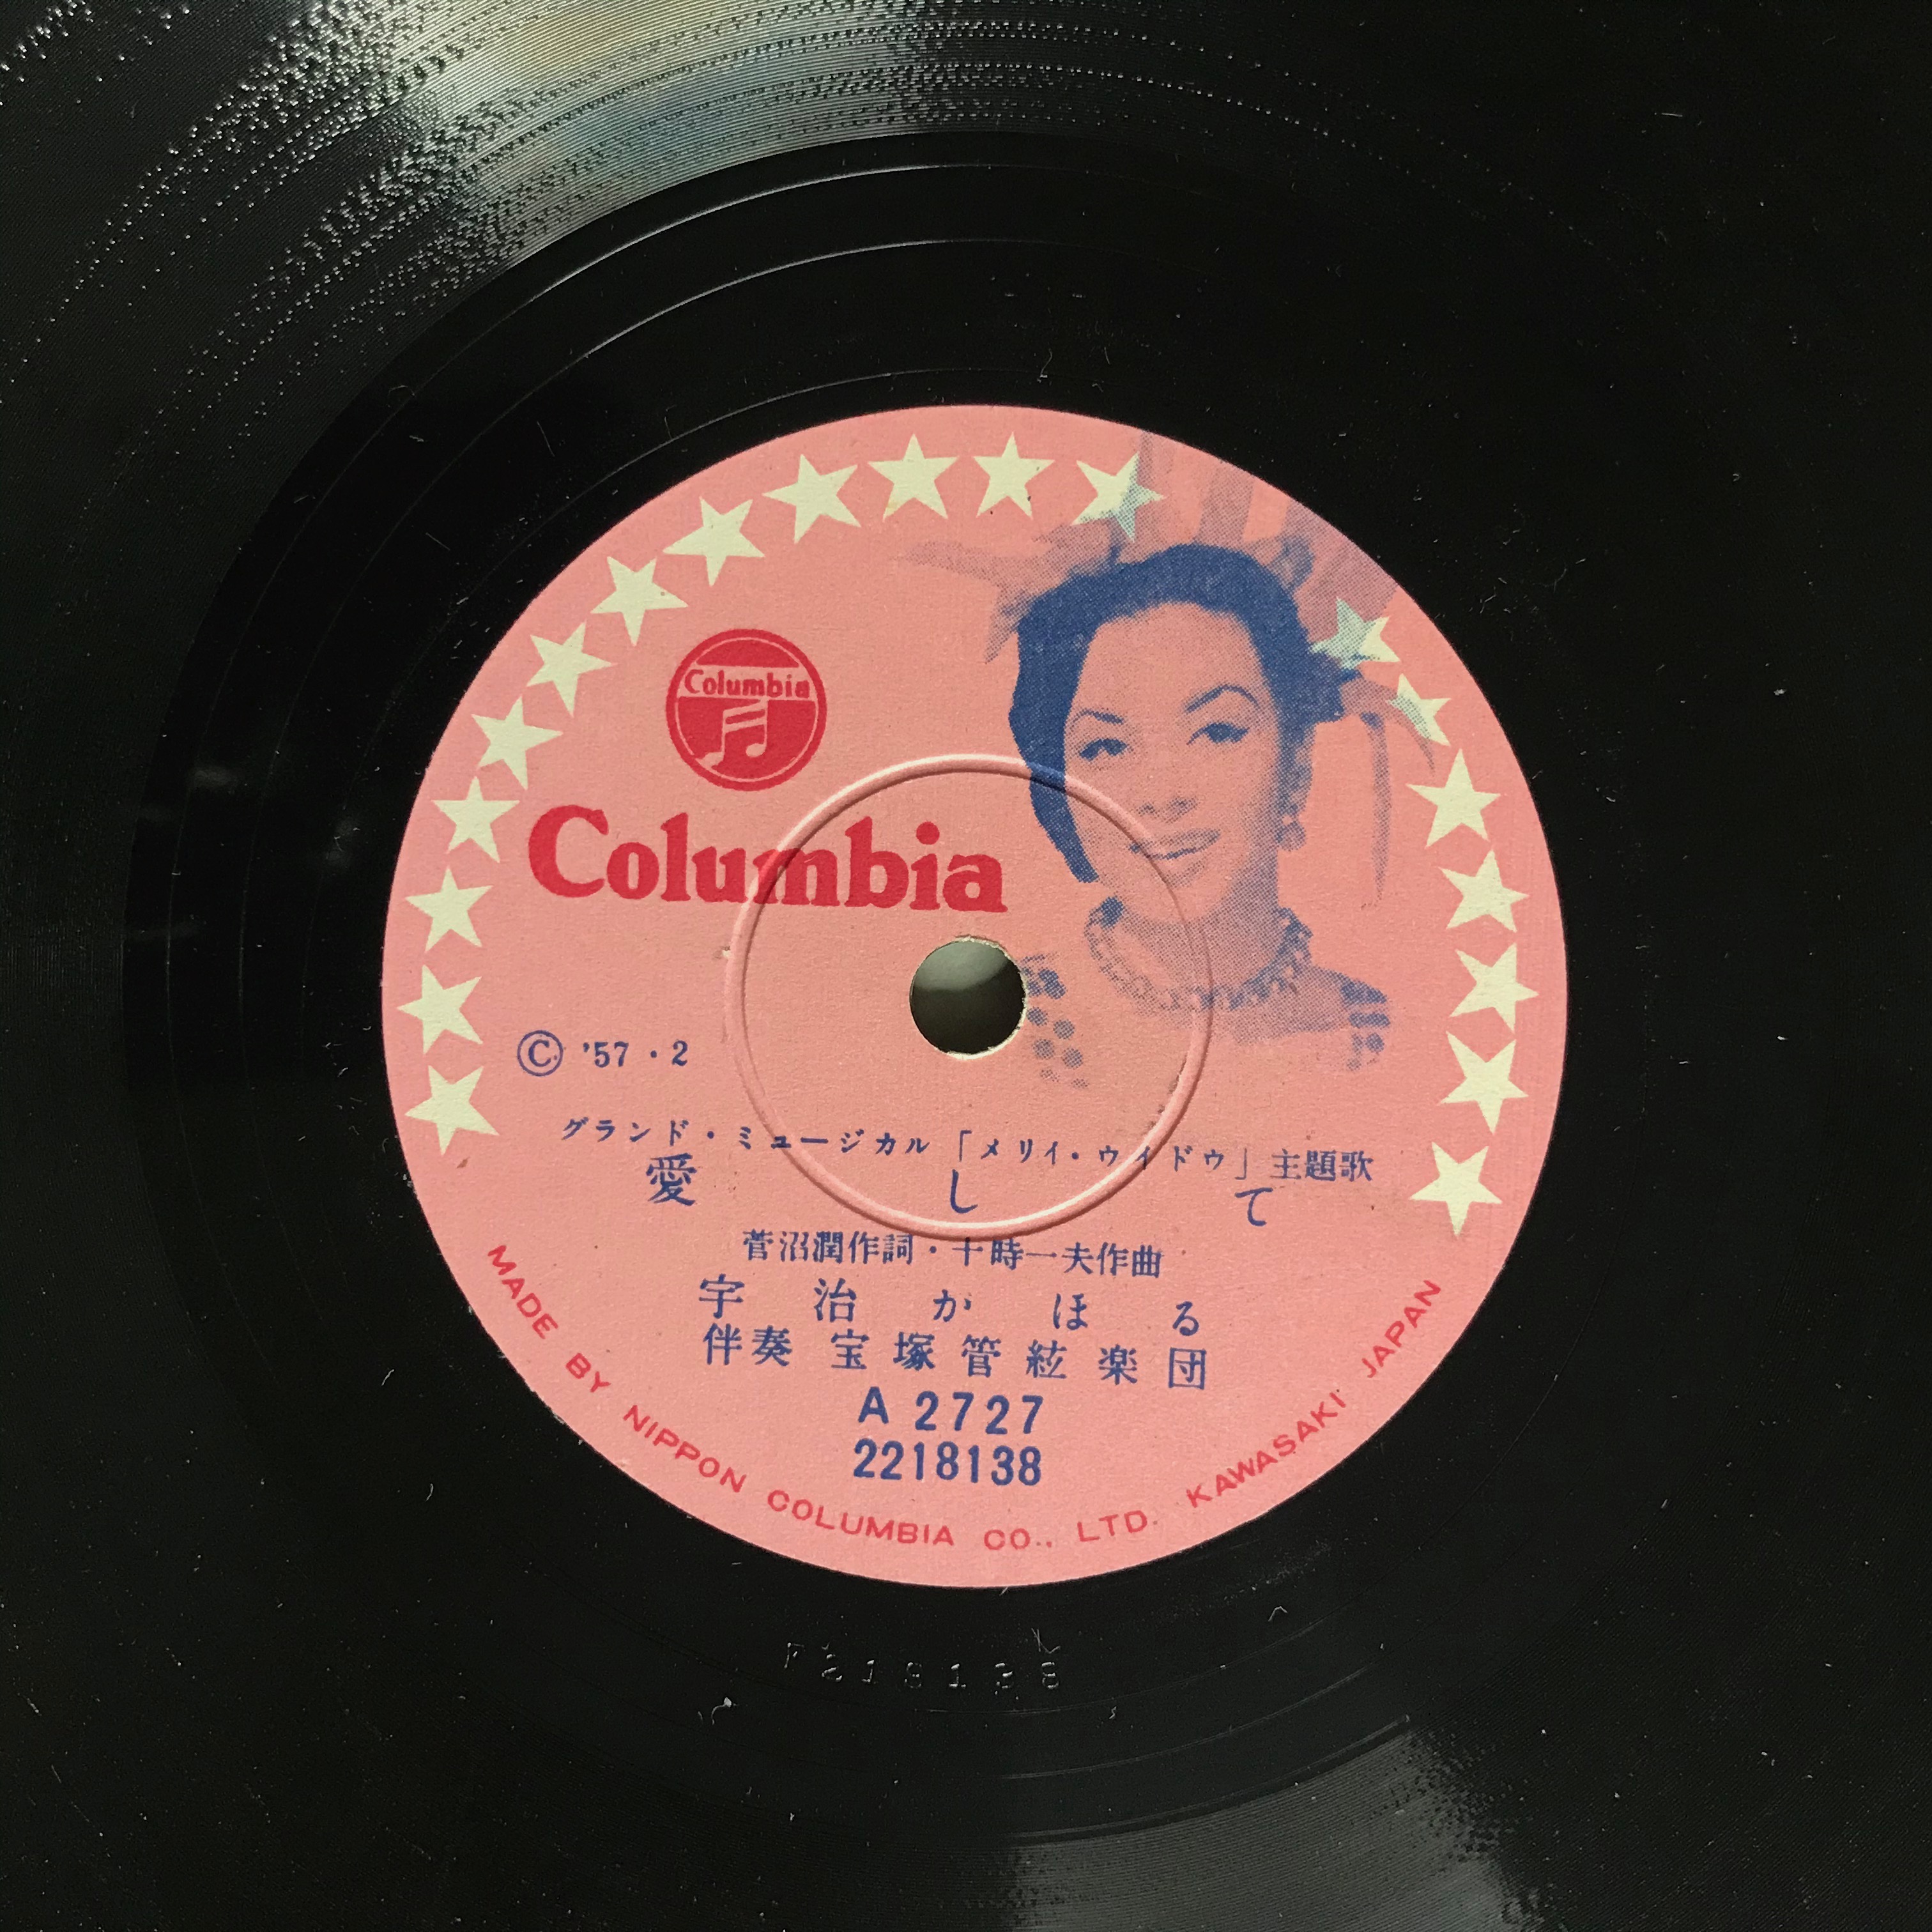 Columbia
Columbia
© '57・2
グランド・ミュージカル「メリイ・ウイドウ」主題歌
愛して
菅沼潤作詞・十時一夫作曲
宇治かほる
伴奏 宝塚管絃楽団
A 2727
2218138
MADE BY NIPPON COLUMBIA CO., LTD. KAWASAKI JAPAN
F218138